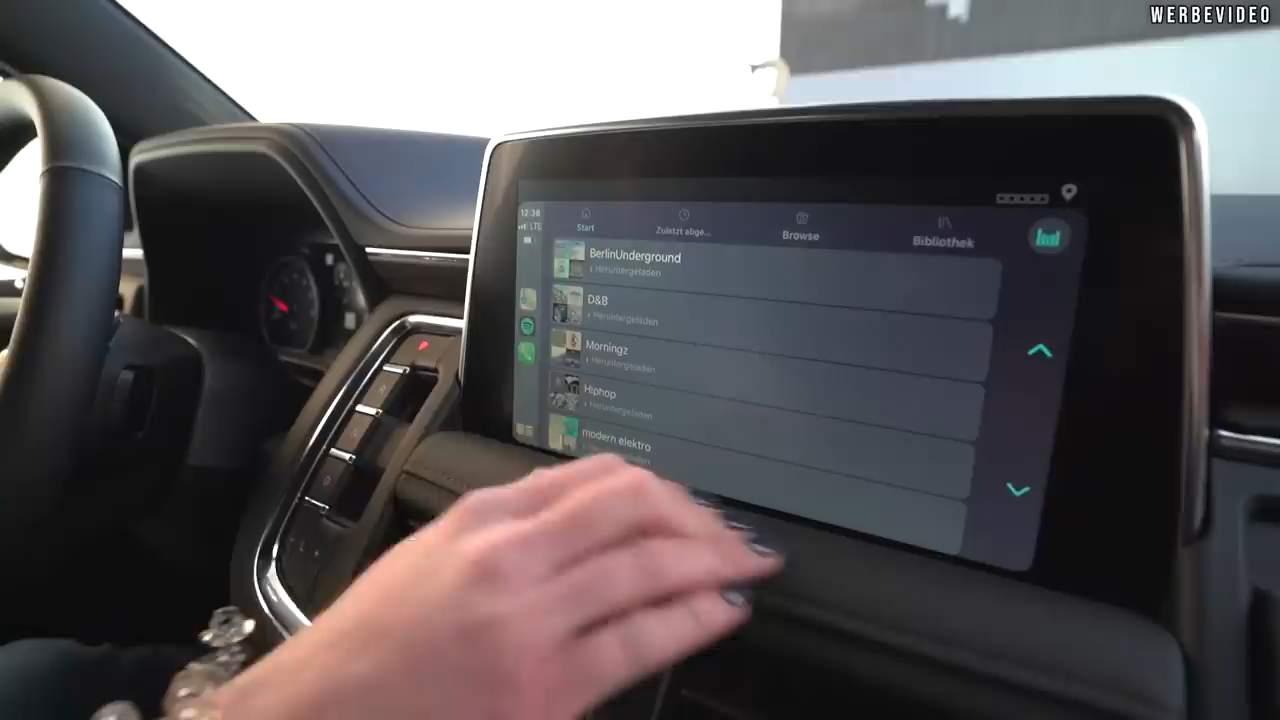 WERBEVIDEO
12:38
LTE
Start
Zuletzt abge...
Browse
Bibliothek
BerlinUnderground
Heruntergeladen
D&B
Heruntergeladen
Morningz
Heruntergeladen
Hiphop
Heruntergeladen
modern elektro